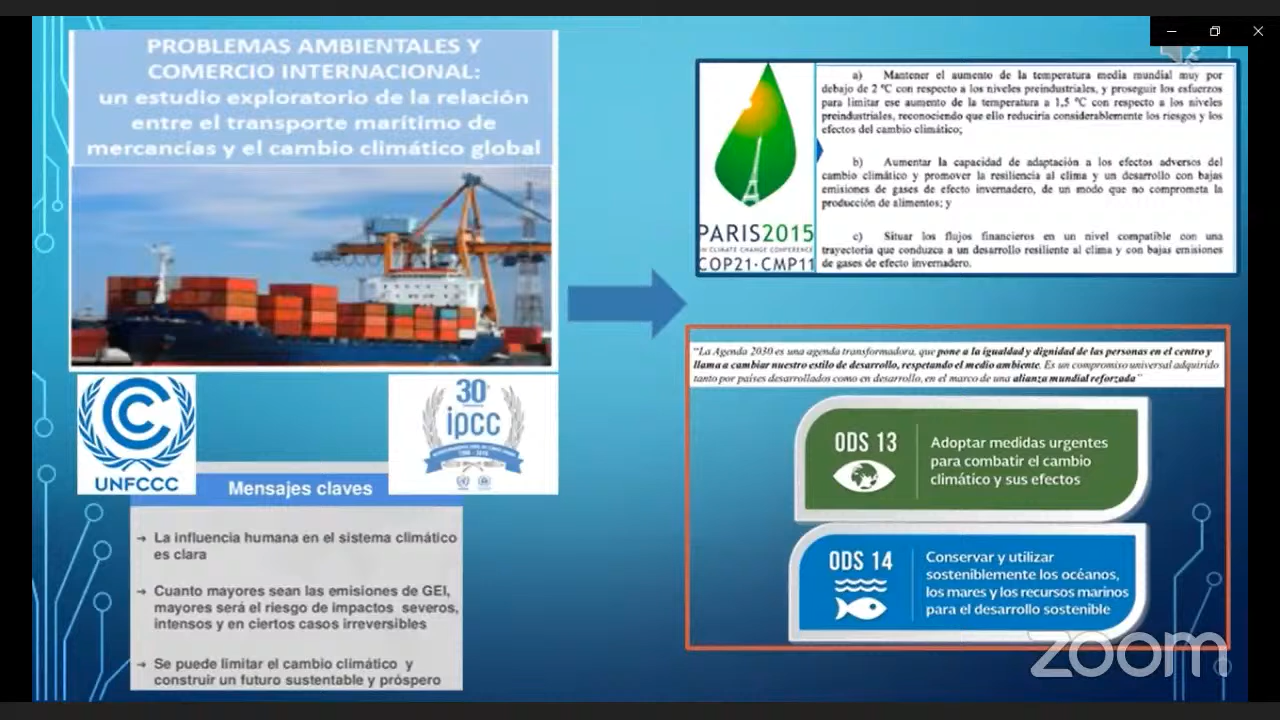 PROBLEMAS AMBIENTALES Y
COMERCIO INTERNACIONAL:
un estudio exploratorio de la relación
entre el transporte marítimo de
mercancías y el cambio climático global
UNFCCC
30
ipcc
Mensajes claves
→ La influencia humana en el sistema climático
es clara
→ Cuanto mayores sean las emisiones de GEI,
mayores será el riesgo de impactos severos,
intensos y en ciertos casos irreversibles
→ Se puede limitar el cambio climático y
construir un futuro sustentable y próspero
PARIS2015
UN CLIMATE CHANGE CONFERENCE
COP21·CMP11
a) Mantener el aumento de la temperatura media mundial muy por
debajo de 2 ºC con respecto a los niveles preindustriales, y proseguir los esfuerzos
para limitar ese aumento de la temperatura a 1,5 ºC con respecto a los niveles
preindustriales, reconociendo que ello reduciría considerablemente los riesgos y los
efectos del cambio climático;
b) Aumentar la capacidad de adaptación a los efectos adversos del
cambio climático y promover la resiliencia al clima y un desarrollo con bajas
emisiones de gases de efecto invernadero, de un modo que no comprometa la
producción de alimentos; y
c) Situar los flujos financieros en un nivel compatible con una
trayectoria que conduzca a un desarrollo resiliente al clima y con bajas emisiones
de gases de efecto invernadero.
“La Agenda 2030 es una agenda transformadora, que pone a la igualdad y dignidad de las personas en el centro y
llama a cambiar nuestro estilo de desarrollo, respetando el medio ambiente. Es un compromiso universal adquirido
tanto por países desarrollados como en desarrollo, en el marco de una alianza mundial reforzada”
ODS 13
Adoptar medidas urgentes
para combatir el cambio
climático y sus efectos
ODS 14
Conservar y utilizar
sosteniblemente los océanos,
los mares y los recursos marinos
para el desarrollo sostenible
zoom